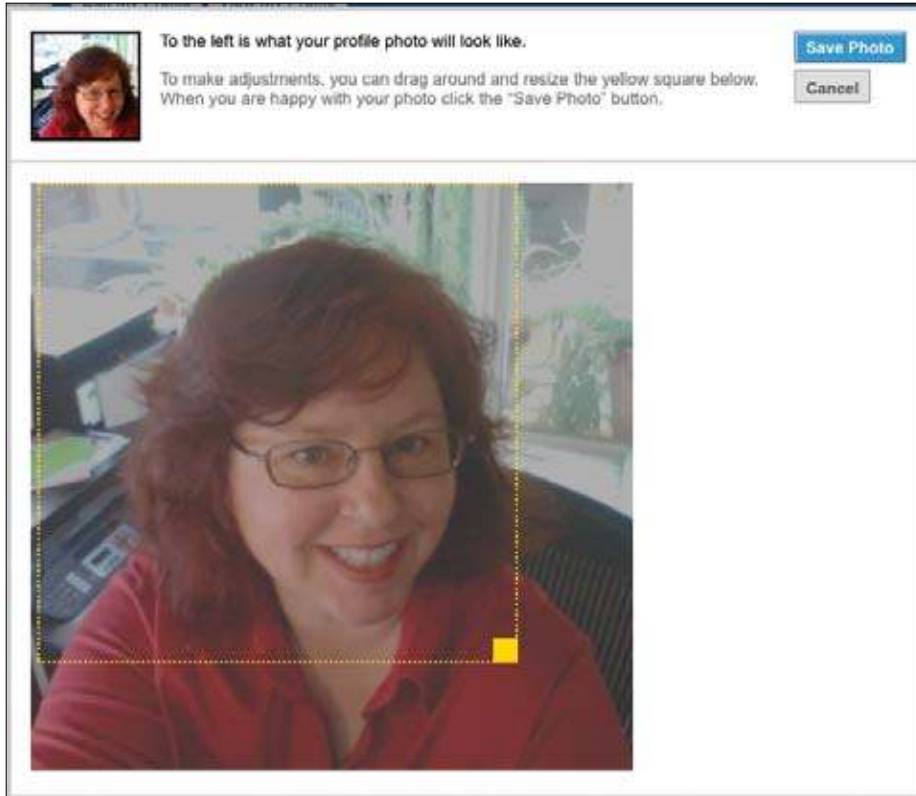 To the left is what your profile photo will look like.
Save Photo
To make adjustments, you can drag around and resize the yellow square below.
When you are happy with your photo click the “Save Photo” button.
Cancel